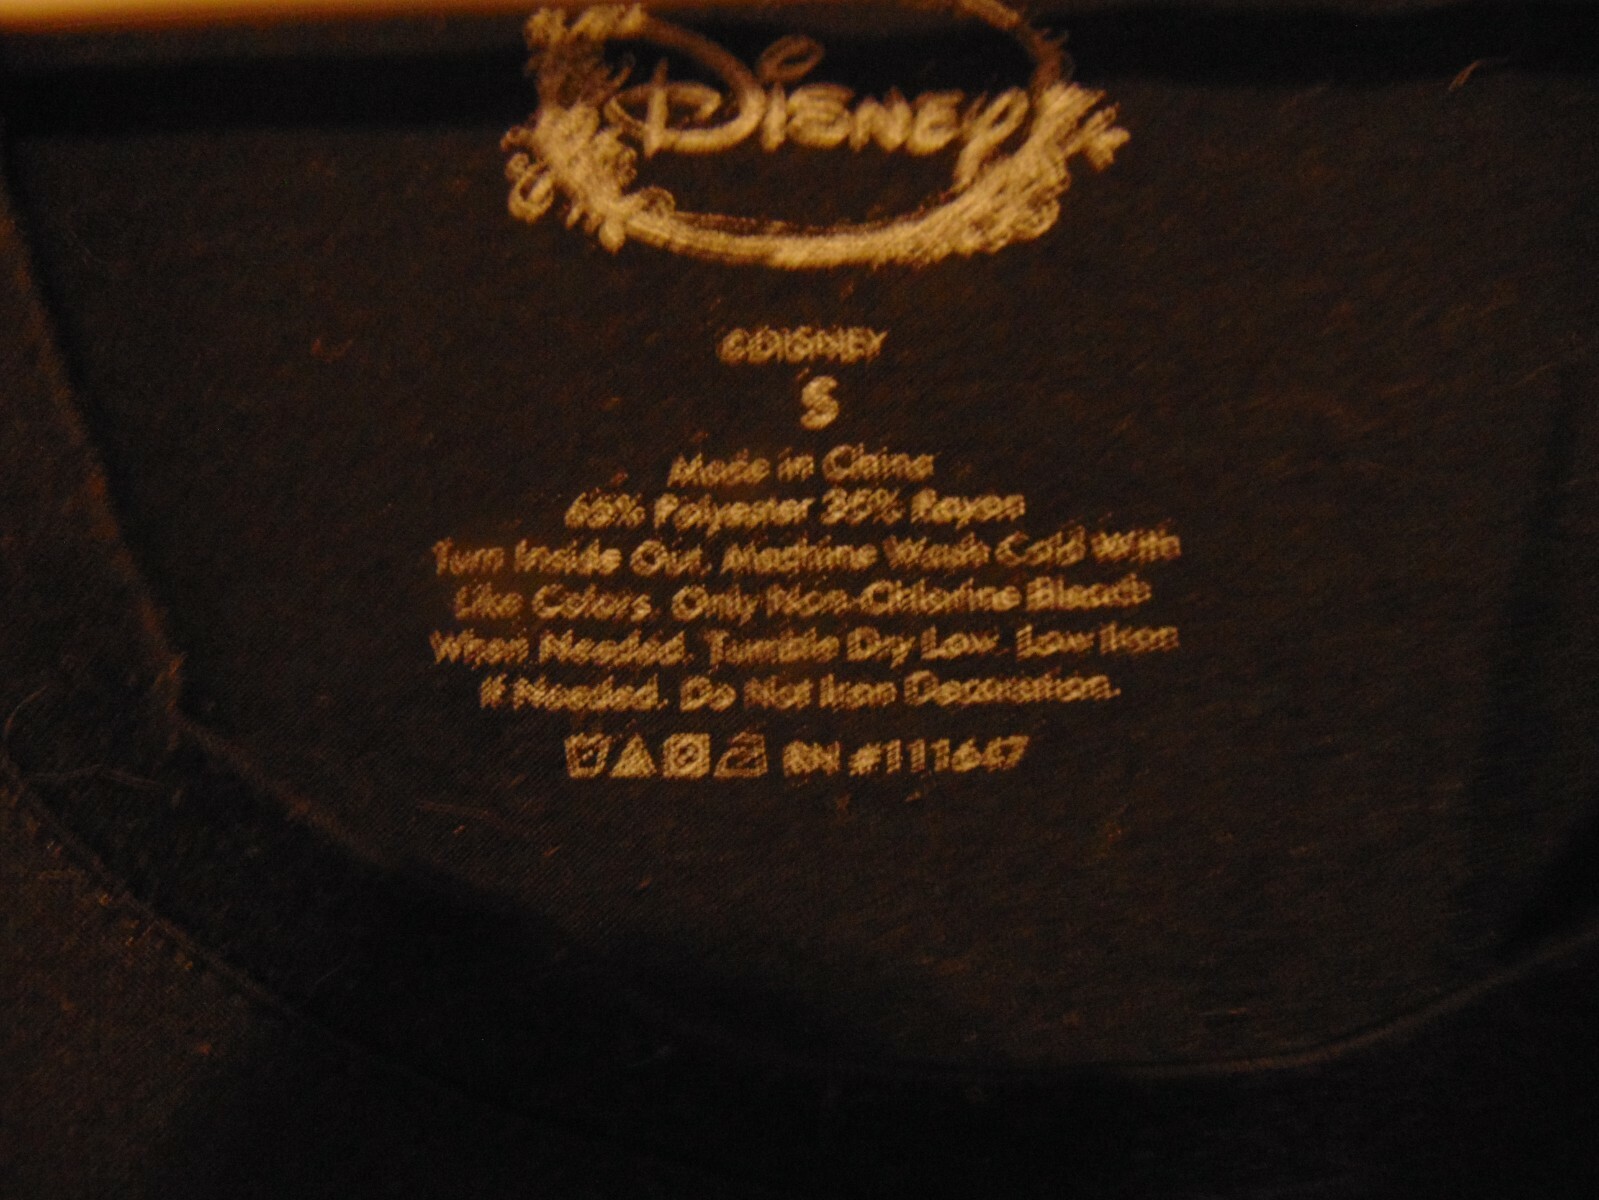 Disney
©DISNEY
S
Made in China
65% Polyester 35% Rayon
Turn Inside Out. Machine Wash Cold With
Like Colors. Only Non-Chlorine Bleach
When Needed. Tumble Dry Low. Low Iron
If Needed. Do Not Iron Decoration.
RN #111647